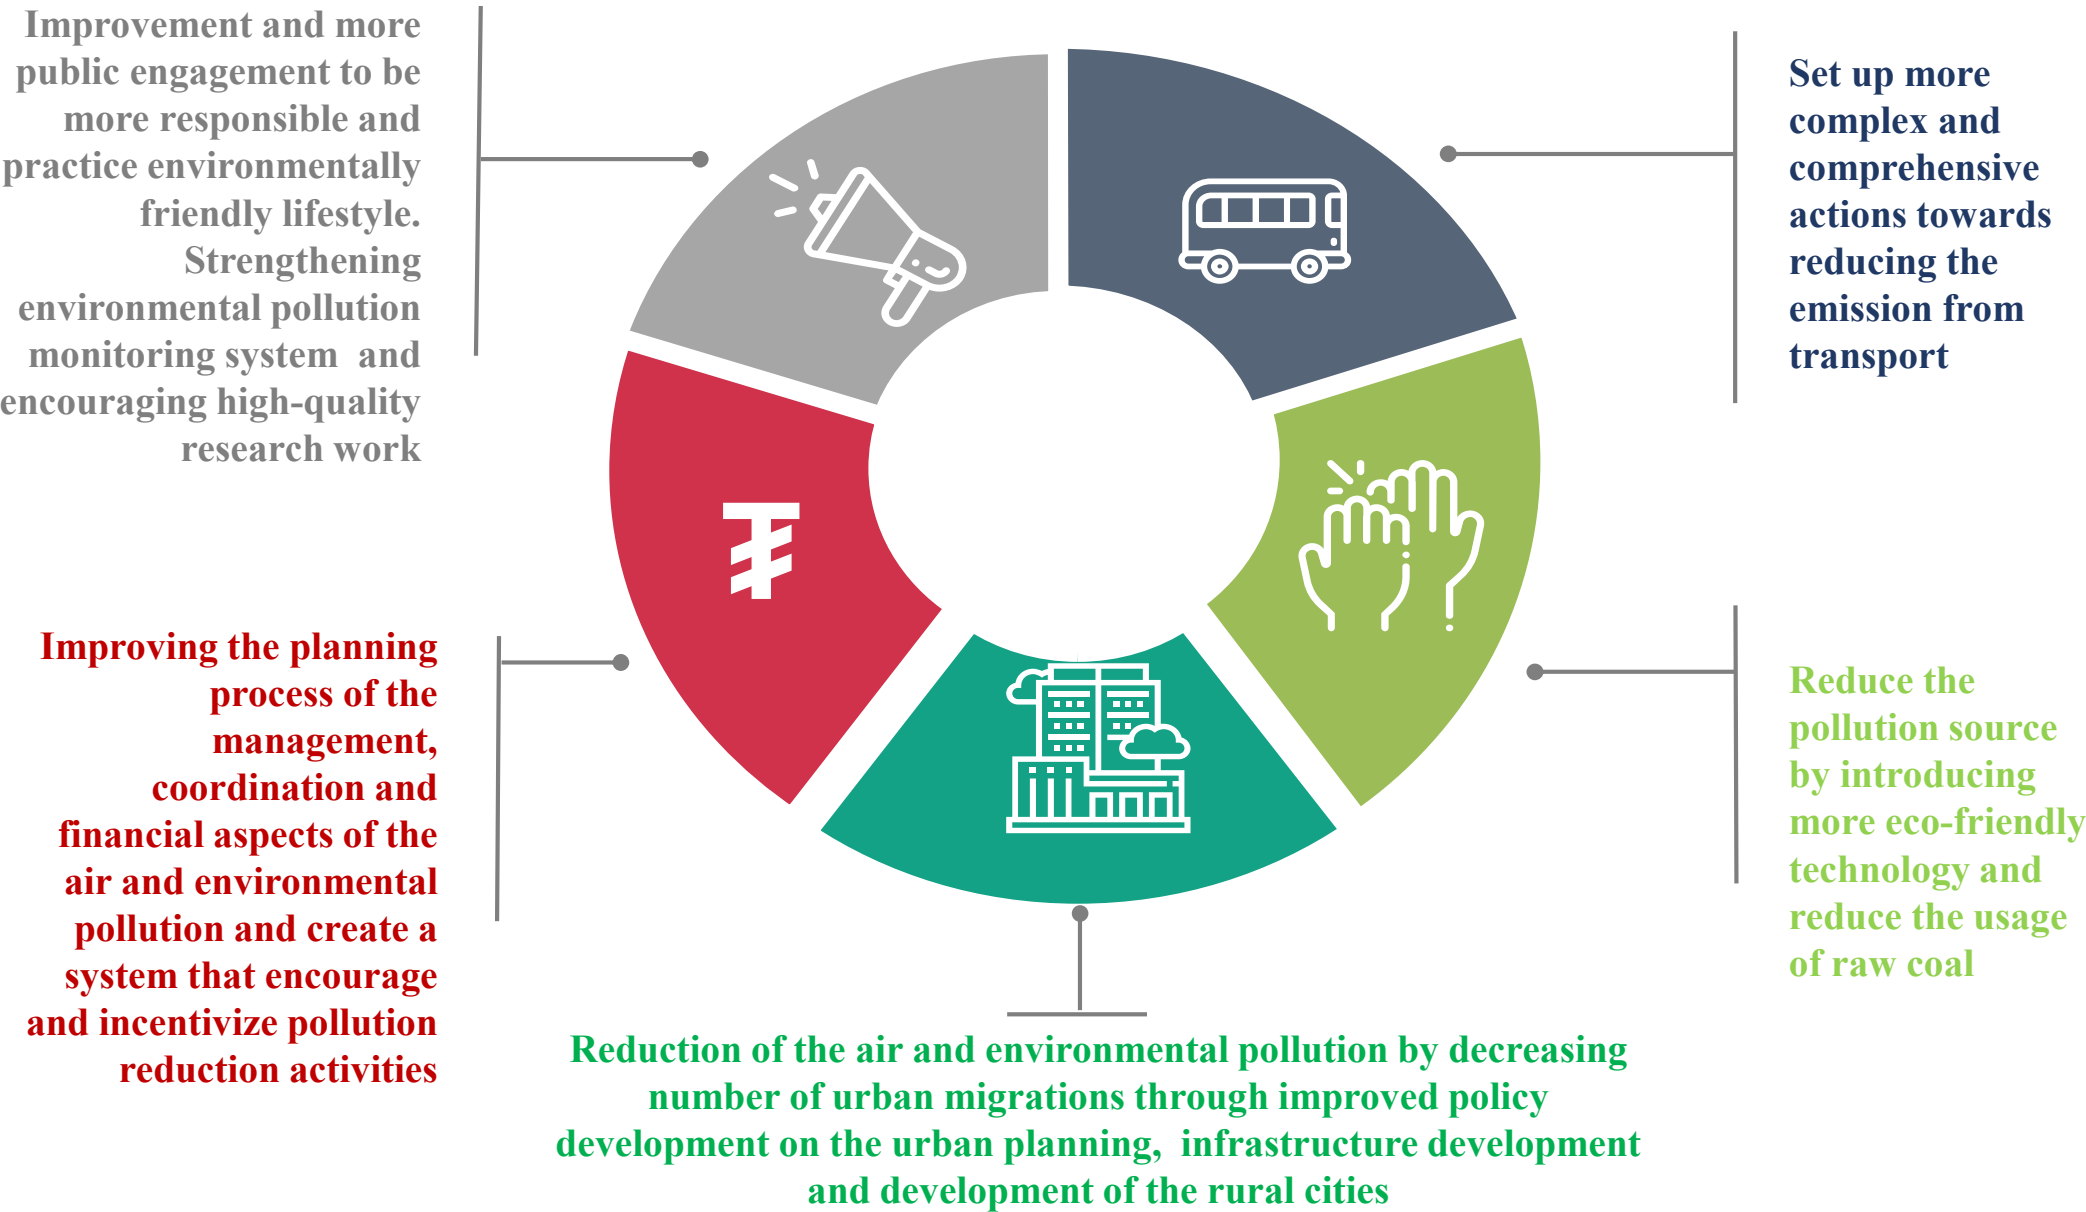 Improvement and more
public engagement to be
more responsible and
practice environmentally
friendly lifestyle.
Strengthening
environmental pollution
monitoring system  and
encouraging high-quality
research work
Set up more
complex and
comprehensive
actions towards
reducing the
emission from
transport
₮
Improving the planning
process of the
management,
coordination and
financial aspects of the
air and environmental
pollution and create a
system that encourage
and incentivize pollution
reduction activities
Reduce the
pollution source
by introducing
more eco-friendly
technology and
reduce the usage
of raw coal
Reduction of the air and environmental pollution by decreasing
number of urban migrations through improved policy
development on the urban planning,  infrastructure development
and development of the rural cities